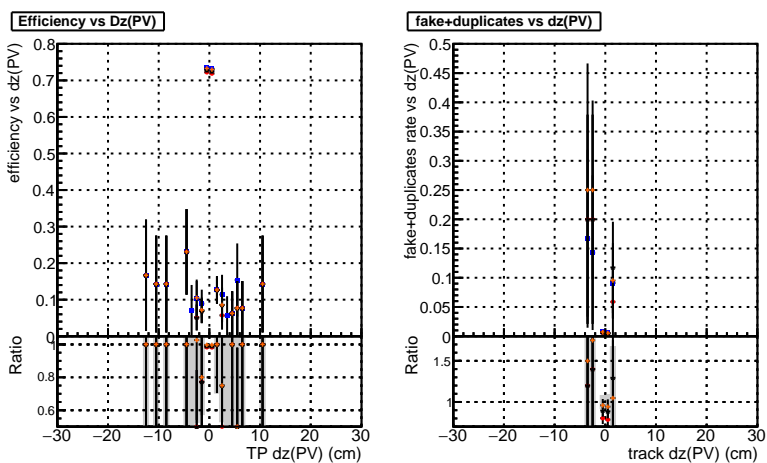 Efficiency vs Dz(PV)
efficiency vs dz(PV)
0.8
0.7
0.6
0.5
0.4
0.3
0.2
0.1
0
Ratio
1
0.8
0.6
−30 −20 −10 0 10 20 30
TP dz(PV) (cm)
fake+duplicates vs dz(PV)
fake+duplicates rate vs dz(PV)
0.5
0.45
0.4
0.35
0.3
0.25
0.2
0.15
0.1
0.05
0
Ratio
1.5
1
−30 −20 −10 0 10 20 30
track dz(PV) (cm)